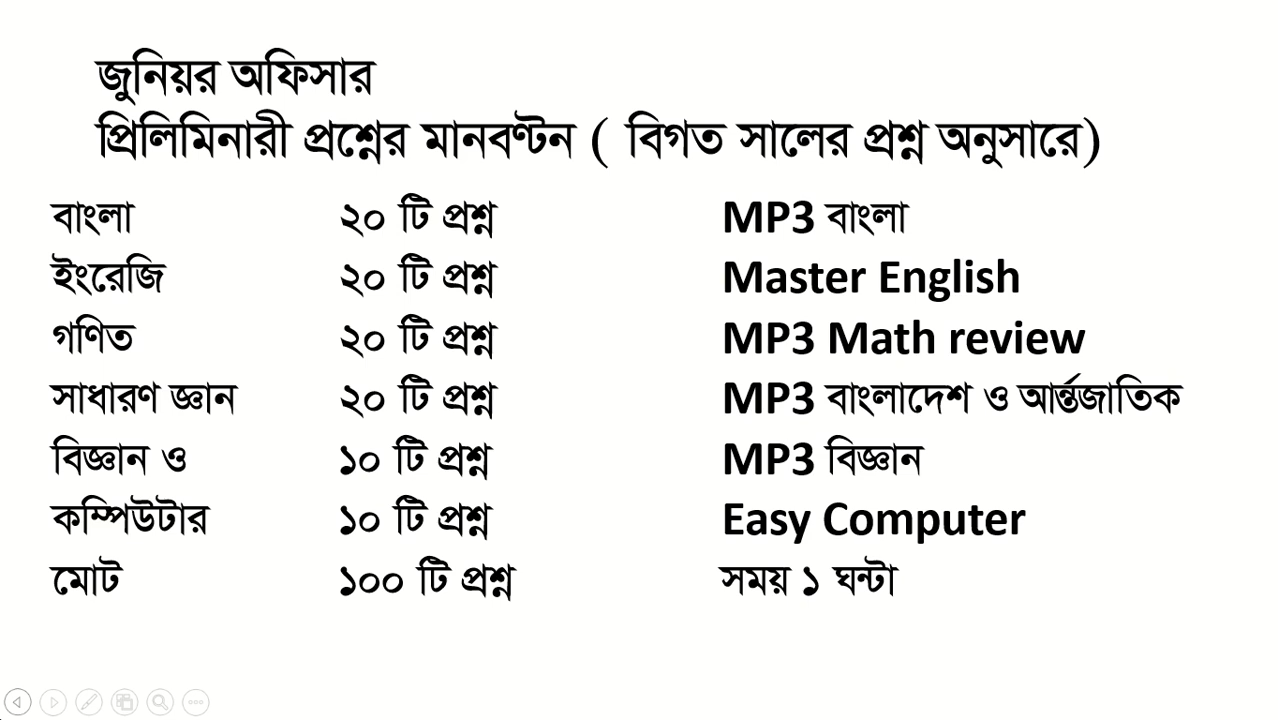 জুনিয়র অফিসার
প্রিলিমিনারী প্রশ্নের মানবণ্টন ( বিগত সালের প্রশ্ন অনুসারে)
বাংলা ২০ টি প্রশ্ন MP3 বাংলা
ইংরেজি ২০ টি প্রশ্ন Master English
গণিত ২০ টি প্রশ্ন MP3 Math review
সাধারণ জ্ঞান ২০ টি প্রশ্ন MP3 বাংলাদেশ ও আর্ন্তজাতিক
বিজ্ঞান ও ১০ টি প্রশ্ন MP3 বিজ্ঞান
কম্পিউটার ১০ টি প্রশ্ন Easy Computer
মোট ১০০ টি প্রশ্ন সময় ১ ঘন্টা